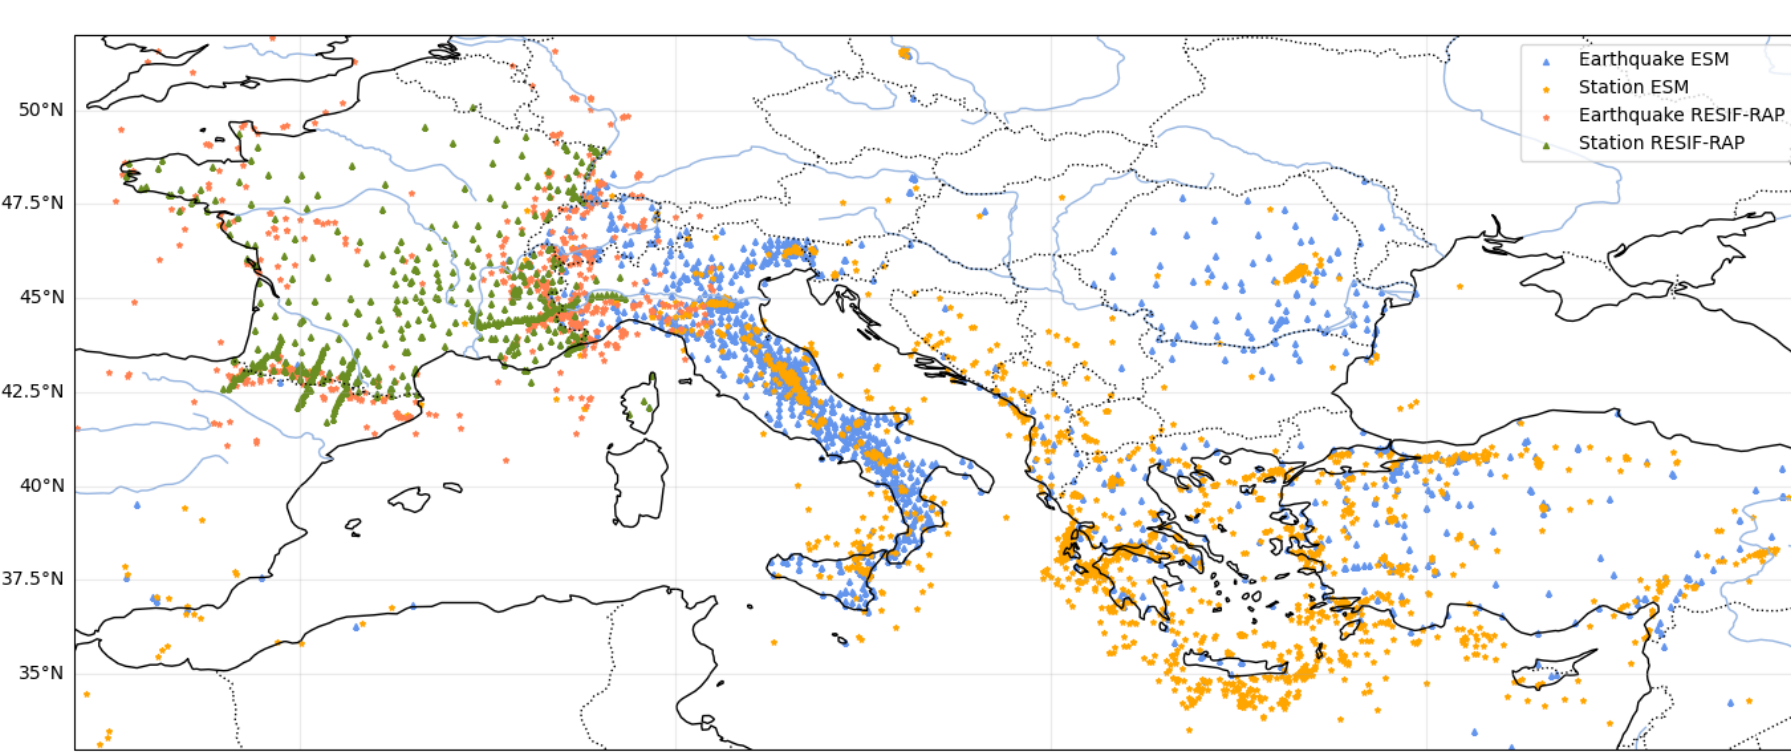 Earthquake ESM
Station ESM
Earthquake RESIF-RAP
Station RESIF-RAP
50°N
47.5°N
45°N
42.5°N
40°N
37.5°N
35°N